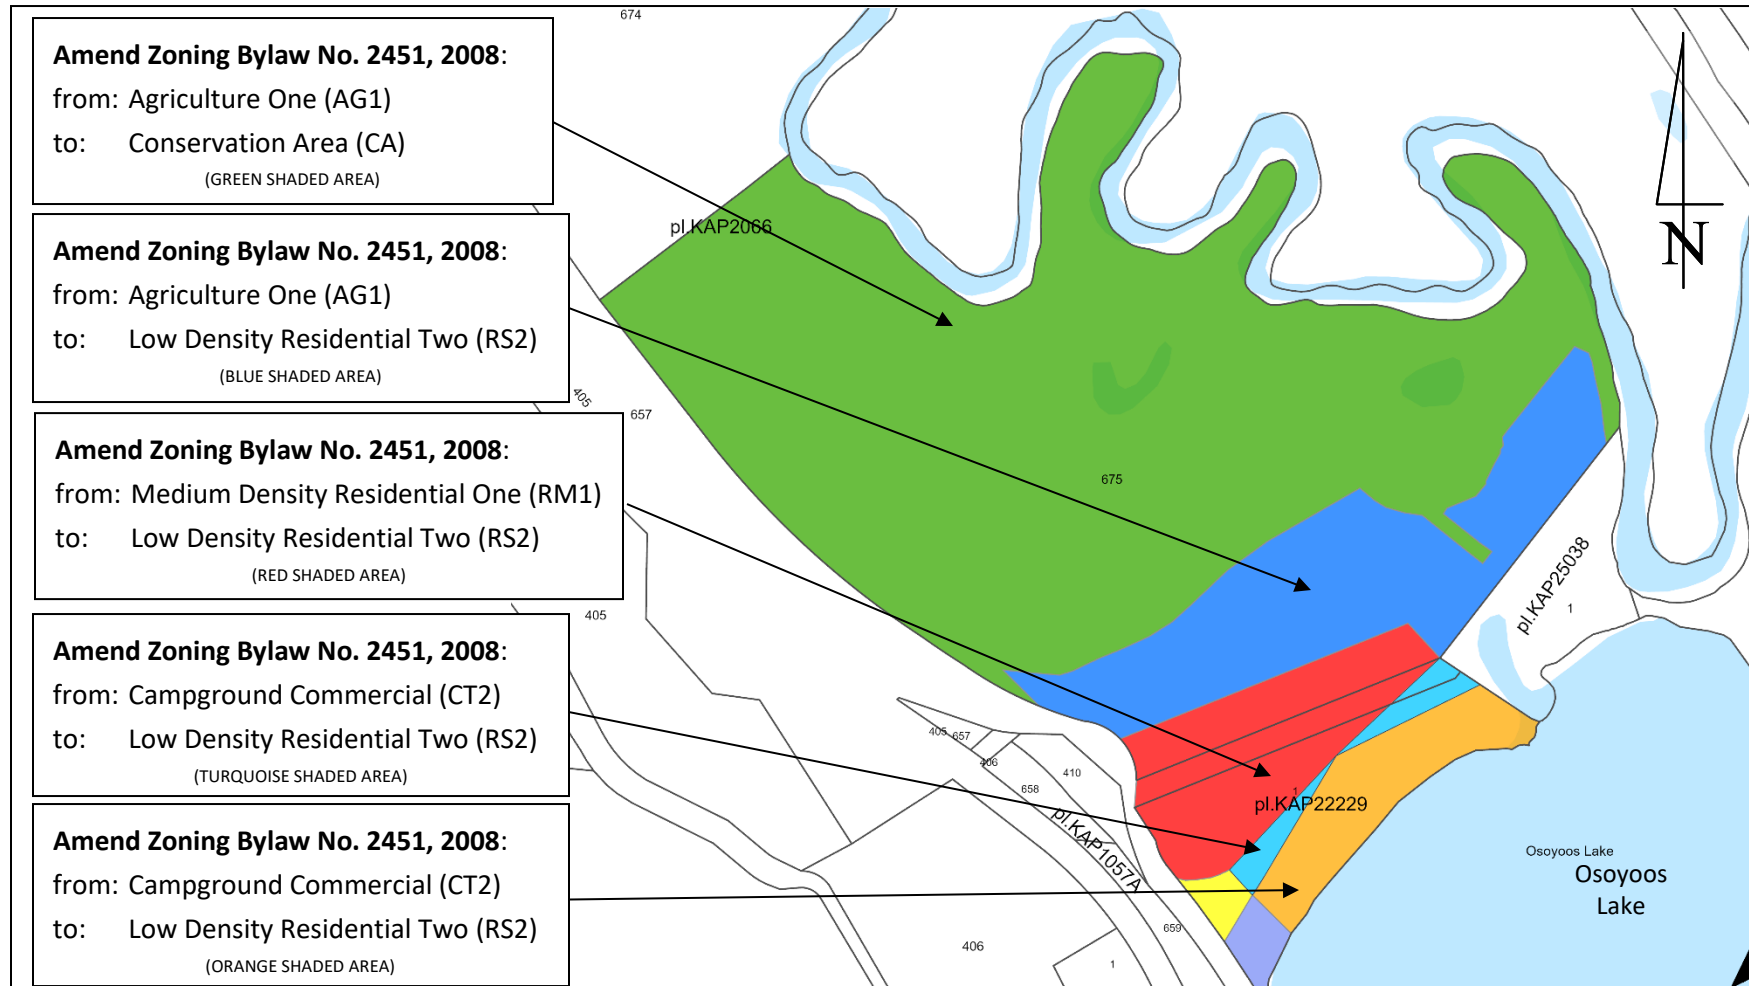 Amend Zoning Bylaw No. 2451, 2008:
from: Agriculture One (AG1)
to: Conservation Area (CA)
(GREEN SHADED AREA)
Amend Zoning Bylaw No. 2451, 2008:
from: Agriculture One (AG1)
to: Low Density Residential Two (RS2)
(BLUE SHADED AREA)
Amend Zoning Bylaw No. 2451, 2008:
from: Medium Density Residential One (RM1)
to: Low Density Residential Two (RS2)
(RED SHADED AREA)
Amend Zoning Bylaw No. 2451, 2008:
from: Campground Commercial (CT2)
to: Low Density Residential Two (RS2)
(TURQUOISE SHADED AREA)
Amend Zoning Bylaw No. 2451, 2008:
from: Campground Commercial (CT2)
to: Low Density Residential Two (RS2)
(ORANGE SHADED AREA)
674
N
pl.KAP2066
405
657
675
pl.KAP25038
1
405
405
657
406
410
658
pl.KAP1057A
1
pl.KAP22229
Osoyoos Lake
Osoyoos
Lake
659
406
1